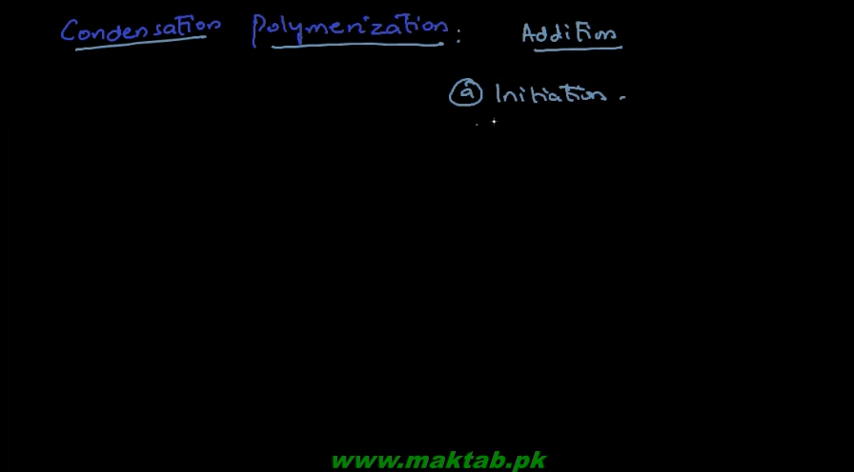 Condensation Polymerization : Addition
a Initiation .
www.maktab.pk